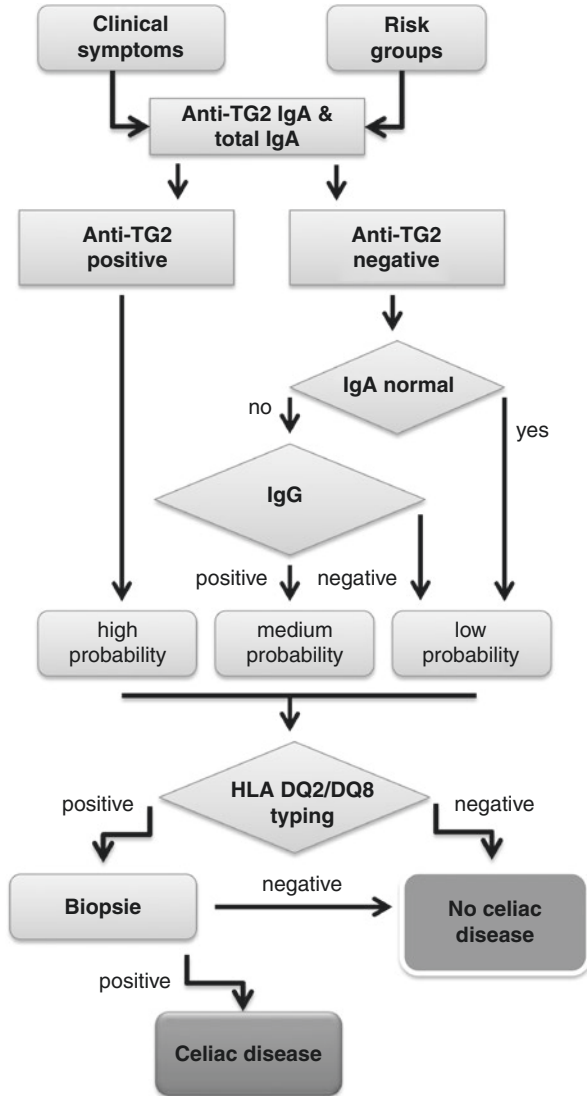 Clinical
symptoms
Risk
groups
Anti-TG2 IgA &
total IgA
Anti-TG2
positive
Anti-TG2
negative
IgA normal
no
yes
IgG
positive
negative
high
probability
medium
probability
low
probability
HLA DQ2/DQ8
typing
positive
negative
Biopsie
negative
No celiac
disease
positive
Celiac disease